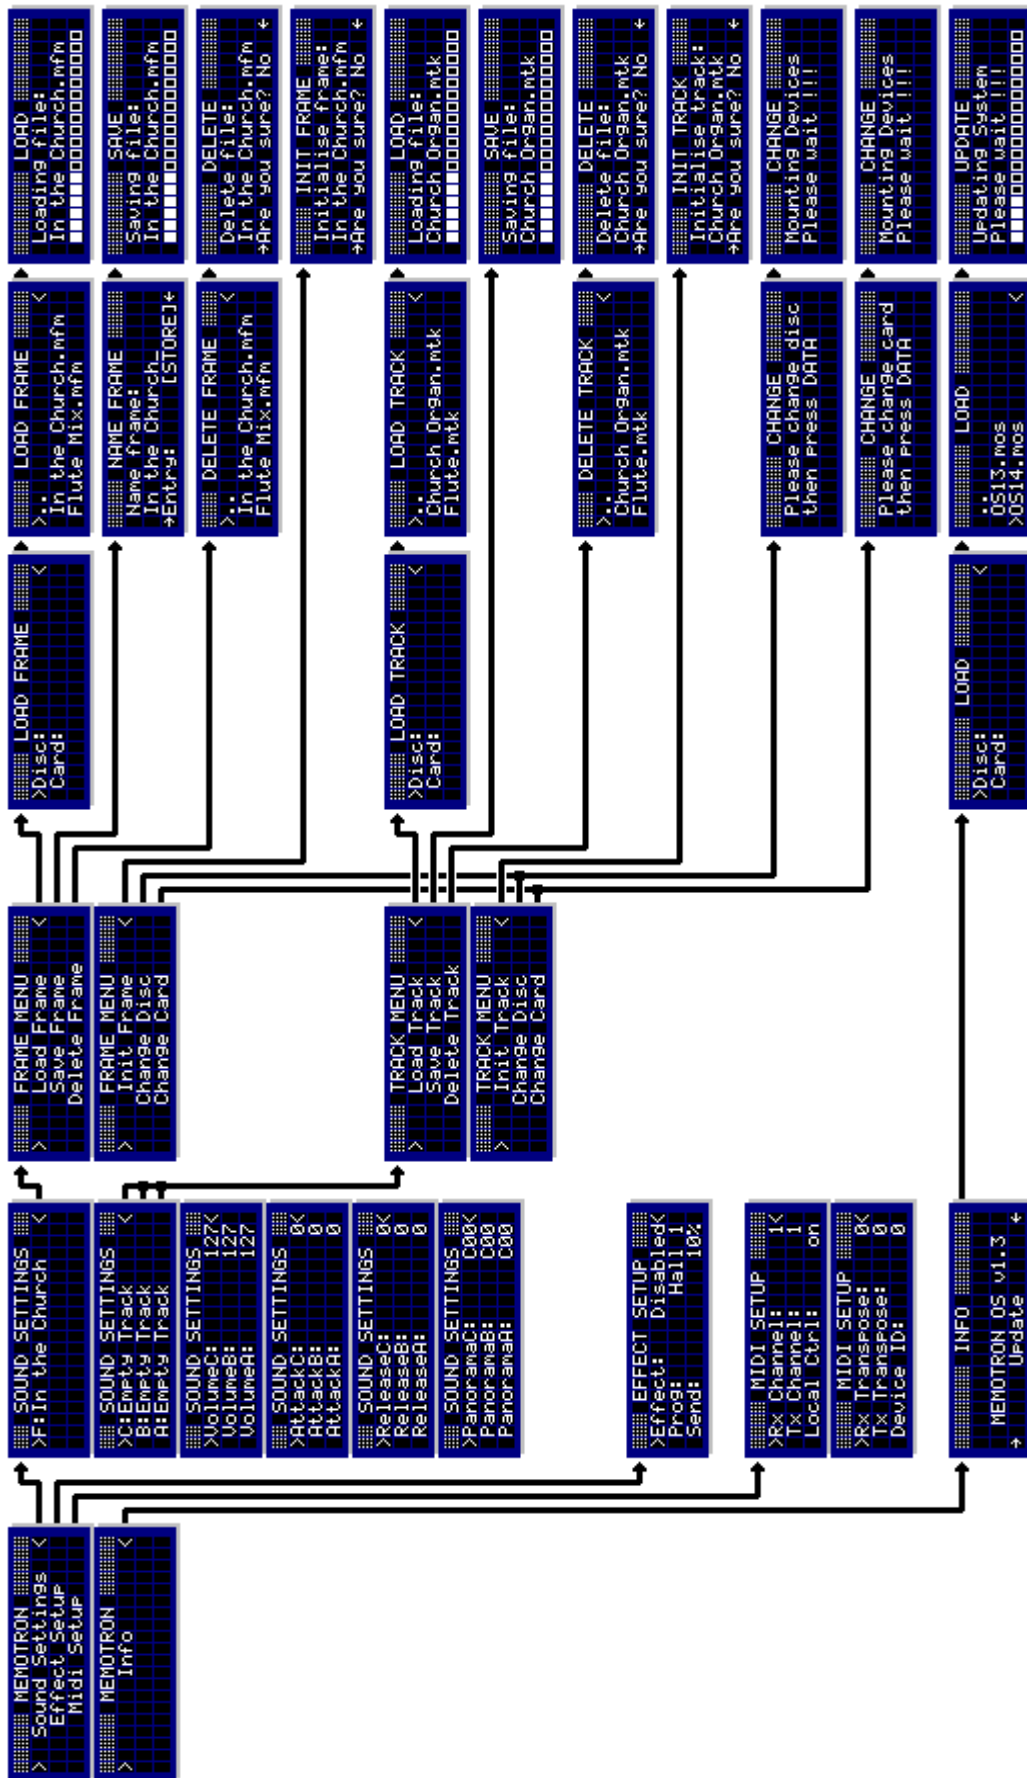 MEMOTRON
> Sound Settings <
Effect Setup
Midi Setup
MEMOTRON
> Info <
SOUND SETTINGS
>F:In the Church <
SOUND SETTINGS
>C:Empty Track <
B:Empty Track
A:Empty Track
SOUND SETTINGS
>VolumeC: 127<
VolumeB: 127
VolumeA: 127
SOUND SETTINGS
>AttackC: 0<
AttackB: 0
AttackA: 0
SOUND SETTINGS
>ReleaseC: 0<
ReleaseB: 0
ReleaseA: 0
SOUND SETTINGS
>PanoramaC: C00<
PanoramaB: C00
PanoramaA: C00
EFFECT SETUP
>Effect: Disabled<
Prog: Hall 1
Send: 10%
MIDI SETUP
>Rx Channel: 1<
Tx Channel: 1
Local Ctrl: on
MIDI SETUP
>Rx Transpose: 0<
Tx Transpose: 0
Device ID: 0
INFO
MEMOTRON OS v1.3
→ Update ←
FRAME MENU
> Load Frame <
Save Frame
Delete Frame
FRAME MENU
> Init Frame <
Change Disc
Change Card
TRACK MENU
> Load Track <
Save Track
Delete Track
TRACK MENU
> Init Track <
Change Disc
Change Card
LOAD FRAME
>Disc: <
Card:
LOAD TRACK
>Disc: <
Card:
LOAD
>Disc: <
Card:
LOAD FRAME
>.. <
In the Church.mfm
Flute Mix.mfm
NAME FRAME
Name frame:
In the Church_
→Entry: [STORE]←
DELETE FRAME
>.. <
In the Church.mfm
Flute Mix.mfm
LOAD TRACK
>.. <
Church Organ.mtk
Flute.mtk
DELETE TRACK
>.. <
Church Organ.mtk
Flute.mtk
CHANGE
Please change disc
then press DATA
CHANGE
Please change card
then press DATA
LOAD
..
OS13.mos
>OS14.mos <
LOAD
Loading file:
In the Church.mfm
SAVE
Saving file:
In the Church.mfm
DELETE
Delete file:
In the Church.mfm
→Are you sure? No ←
INIT FRAME
Initialise frame:
In the Church.mfm
→Are you sure? No ←
LOAD
Loading file:
Church Organ.mtk
SAVE
Saving file:
Church Organ.mtk
DELETE
Delete file:
Church Organ.mtk
→Are you sure? No ←
INIT TRACK
Initialise track:
Church Organ.mtk
→Are you sure? No ←
CHANGE
Mounting Devices
Please wait !!!
CHANGE
Mounting Devices
Please wait !!!
UPDATE
Updating System
Please wait !!!